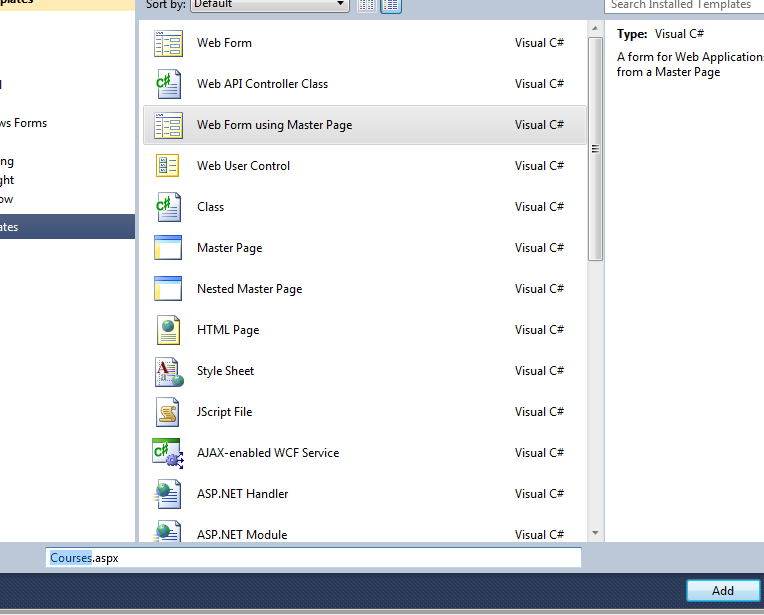 plates
Sort by: Default
Search Installed Templates
Web Form Visual C#
Web API Controller Class Visual C#
Web Form using Master Page Visual C#
Web User Control Visual C#
Class Visual C#
Master Page Visual C#
Nested Master Page Visual C#
HTML Page Visual C#
Style Sheet Visual C#
JScript File Visual C#
AJAX-enabled WCF Service Visual C#
ASP.NET Handler Visual C#
ASP.NET Module Visual C#
Type: Visual C#
A form for Web Applications
from a Master Page
ws Forms
ng
ght
ow
ates
Courses.aspx
Add